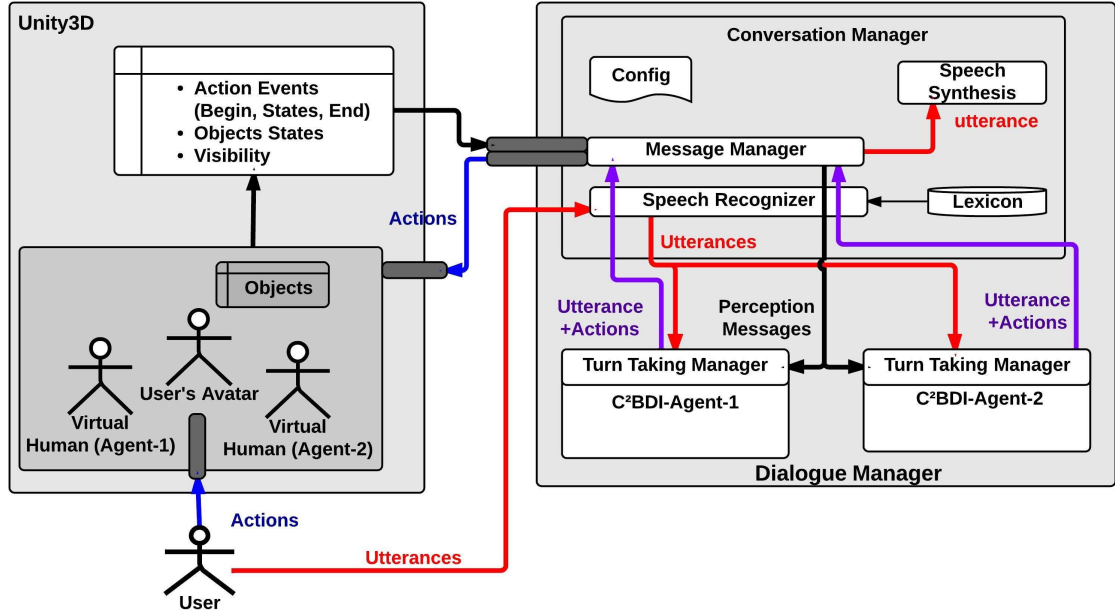 Unity3D
• Action Events
(Begin, States, End)
• Objects States
• Visibility
Actions
Objects
User's Avatar
Virtual
Human (Agent-1)
Virtual
Human (Agent-2)
Actions
User
Utterances
Conversation Manager
Config
Speech
Synthesis
utterance
Message Manager
Speech Recognizer
Lexicon
Utterances
Utterance
+Actions
Perception
Messages
Utterance
+Actions
Turn Taking Manager
C²BDI-Agent-1
Turn Taking Manager
C²BDI-Agent-2
Dialogue Manager